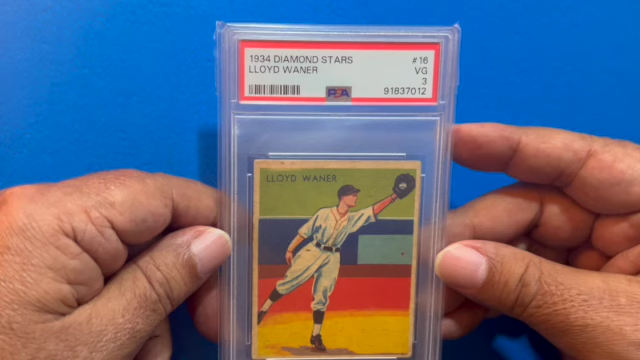 1934 DIAMOND STARS #16
LLOYD WANER VG
3
PSA 91837012
LLOYD WANER